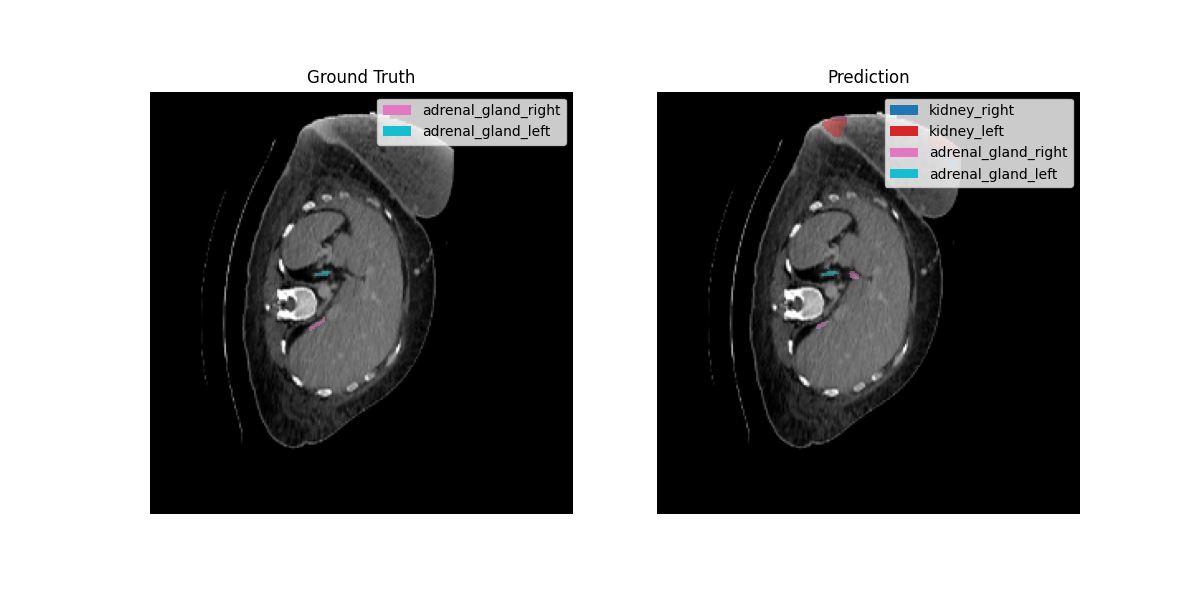 Ground Truth
adrenal_gland_right
adrenal_gland_left
Prediction
kidney_right
kidney_left
adrenal_gland_right
adrenal_gland_left